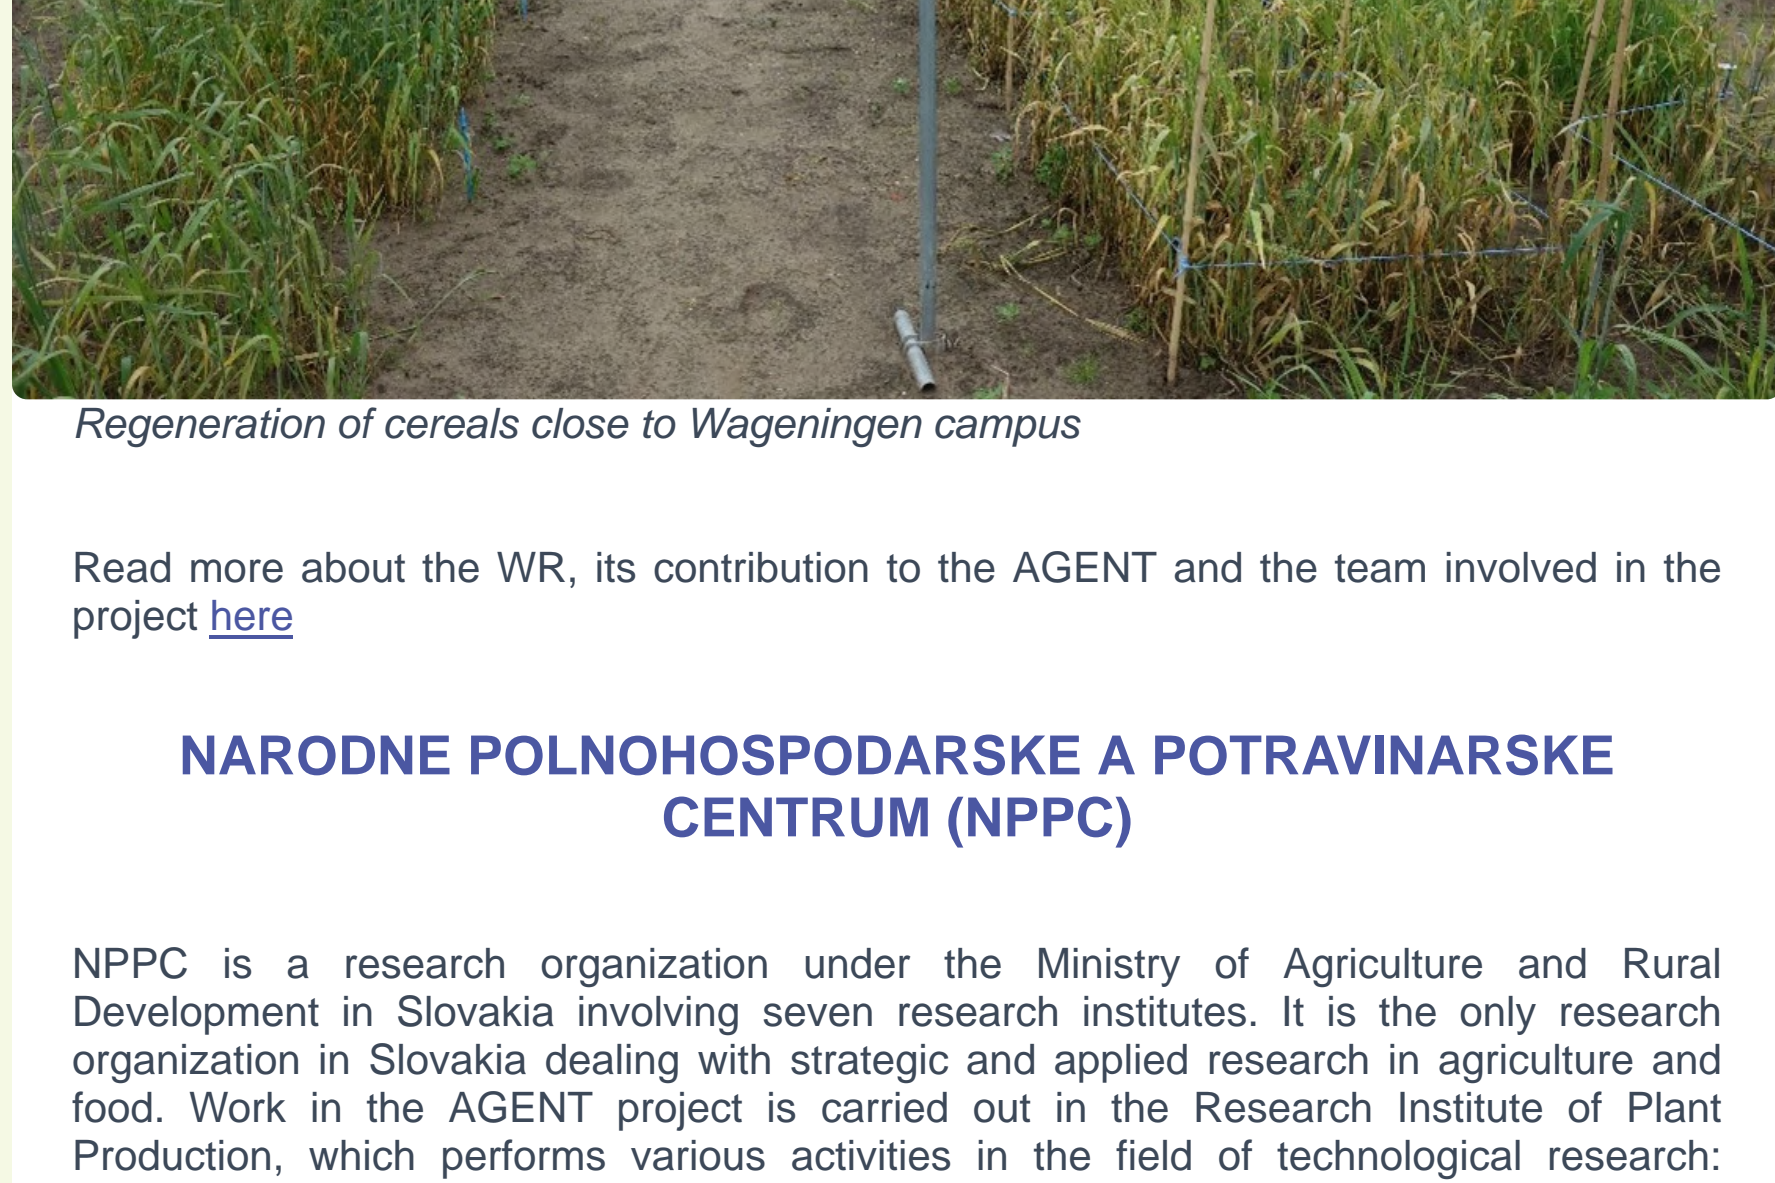 Regeneration of cereals close to Wageningen campus
Read more about the WR, its contribution to the AGENT and the team involved in the
project here
NARODNE POLNOHOSPODARSKE A POTRAVINARSKE
CENTRUM (NPPC)
NPPC is a research organization under the Ministry of Agriculture and Rural
Development in Slovakia involving seven research institutes. It is the only research
organization in Slovakia dealing with strategic and applied research in agriculture and
food. Work in the AGENT project is carried out in the Research Institute of Plant
Production, which performs various activities in the field of technological research: